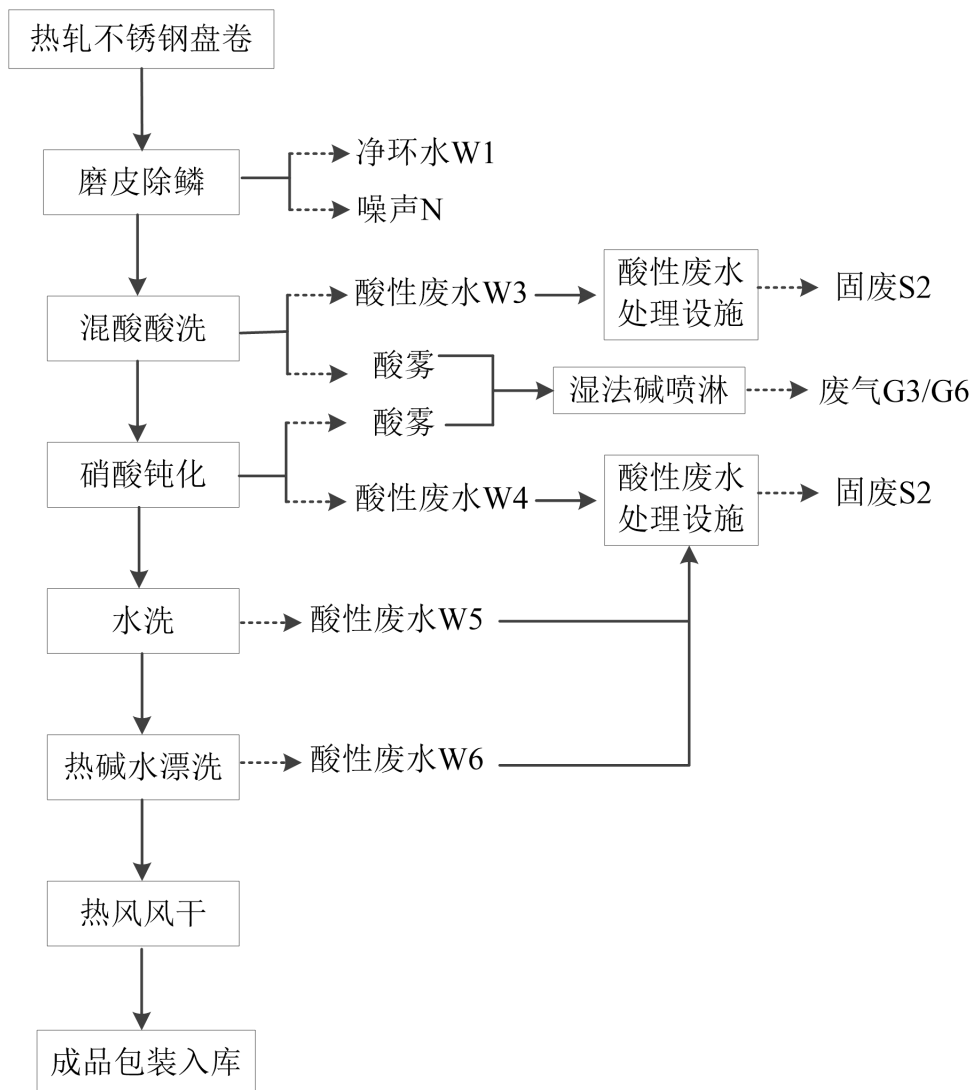 热轧不锈钢盘卷
磨皮除鳞
净环水W1
噪声N
混酸酸洗
酸性废水W3
酸性废水
处理设施
固废S2
酸雾
酸雾
湿法碱喷淋
废气G3/G6
硝酸钝化
酸性废水W4
酸性废水
处理设施
固废S2
水洗
酸性废水W5
热碱水漂洗
酸性废水W6
热风风干
成品包装入库